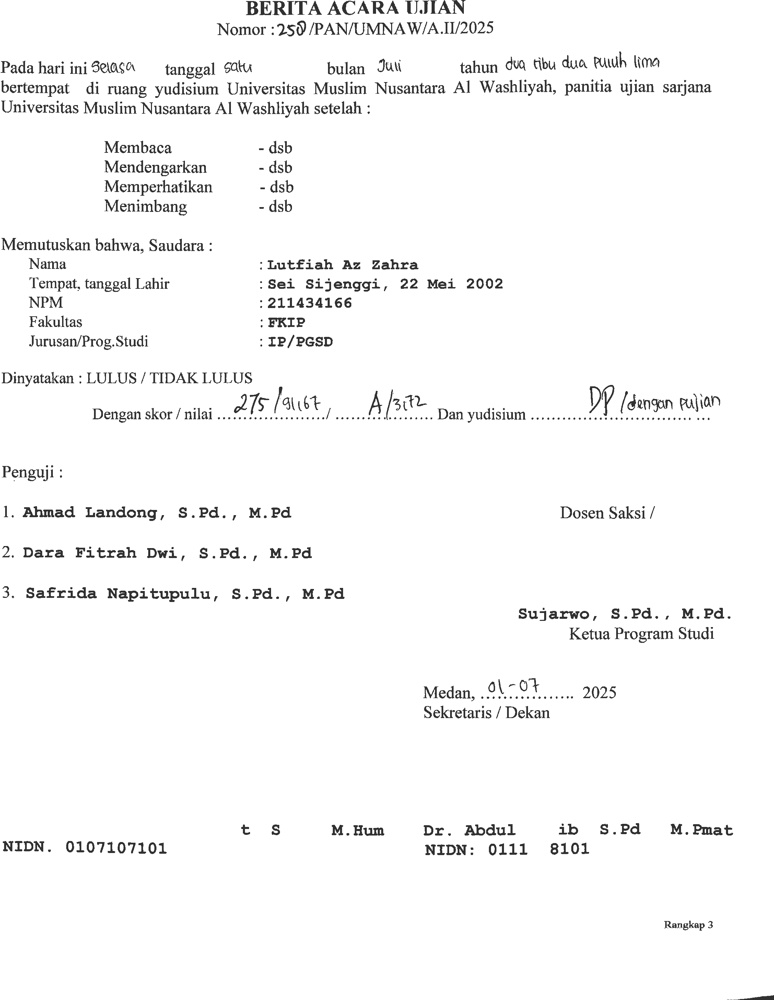 BERITA ACARA UJIAN
Nomor : 250 /PAN/UMNAW/A.II/2025
Pada hari ini Selasa tanggal satu bulan Juli tahun dua ribu dua puluh lima
bertempat di ruang yudisium Universitas Muslim Nusantara Al Washliyah, panitia ujian sarjana
Universitas Muslim Nusantara Al Washliyah setelah :
Membaca - dsb
Mendengarkan - dsb
Memperhatikan - dsb
Menimbang - dsb
Memutuskan bahwa, Saudara :
Nama : Lutfiah Az Zahra
Tempat, tanggal Lahir : Sei Sijenggi, 22 Mei 2002
NPM : 211434166
Fakultas : FKIP
Jurusan/Prog.Studi : IP/PGSD
Dinyatakan : LULUS / TIDAK LULUS
Dengan skor / nilai 275/91,67 / A/3,72 Dan yudisium DP /dengan pujian
Penguji :
1. Ahmad Landong, S.Pd., M.Pd Dosen Saksi /
2. Dara Fitrah Dwi, S.Pd., M.Pd
3. Safrida Napitupulu, S.Pd., M.Pd
Sujarwo, S.Pd., M.Pd.
Ketua Program Studi
Medan, 01-07 2025
Sekretaris / Dekan
t S M.Hum Dr. Abdul ib S.Pd M.Pmat
NIDN. 0107107101 NIDN: 0111 8101
Rangkap 3